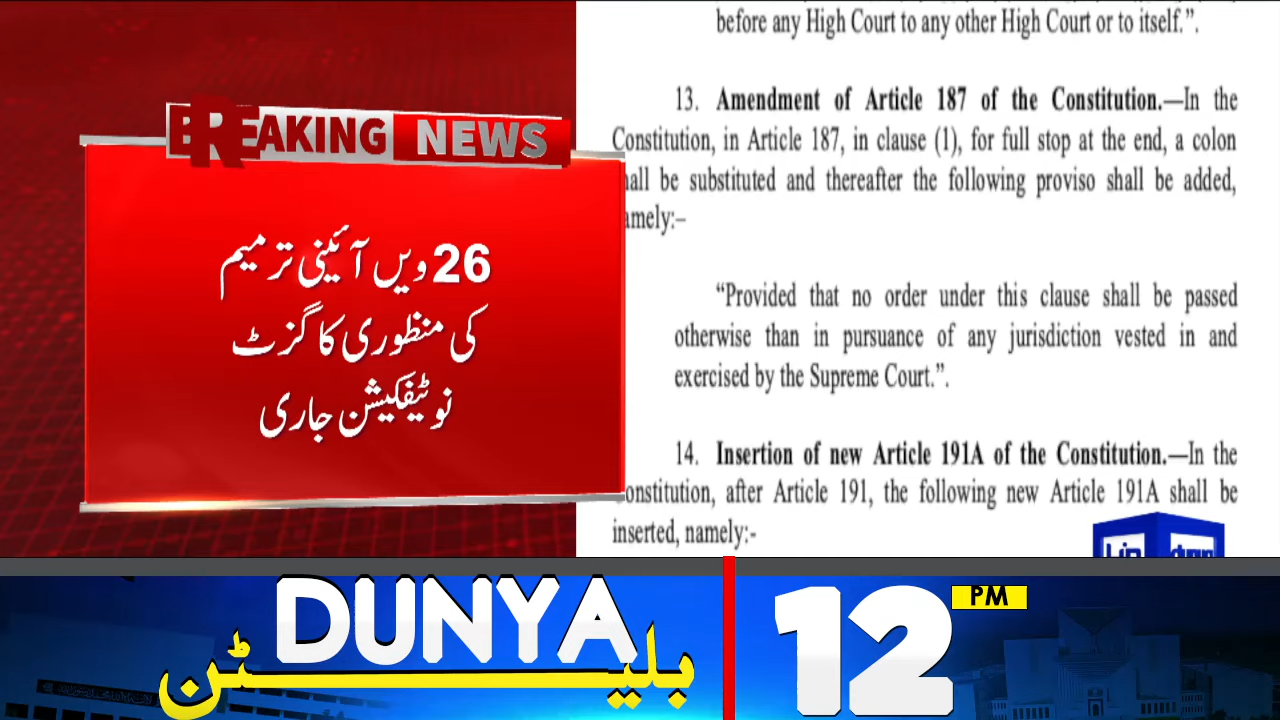 BREAKING NEWS
26 ویں آئینی ترمیم
کی منظوری کا گزٹ
نوٹیفکیشن جاری
before any High Court to any other High Court or to itself.”.
13. Amendment of Article 187 of the Constitution.—In the
Constitution, in Article 187, in clause (1), for full stop at the end, a colon
hall be substituted and thereafter the following proviso shall be added,
amely:–
“Provided that no order under this clause shall be passed
otherwise than in pursuance of any jurisdiction vested in and
exercised by the Supreme Court.”.
14. Insertion of new Article 191A of the Constitution.—In the
onstitution, after Article 191, the following new Article 191A shall be
inserted, namely:-
DUNYA
بلیٹن
12 PM